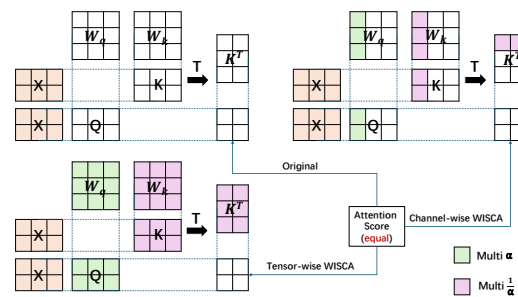 W_q W_k
K^T
T
X K
X Q
Original
W_q W_k
K^T
T
X K
X Q
W_q W_k
K^T
T
X K
X Q
Attention
Score
(equal)
Channel-wise WISCA
Tensor-wise WISCA
Multi α
Multi 1/α